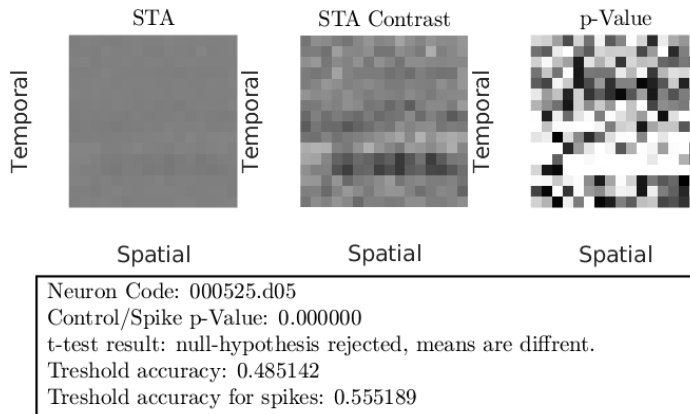 STA
STA Contrast
p-Value
Temporal
Temporal
Temporal
Spatial
Spatial
Spatial
Neuron Code: 000525.d05
Control/Spike p-Value: 0.000000
t-test result: null-hypothesis rejected, means are diffrent.
Treshold accuracy: 0.485142
Treshold accuracy for spikes: 0.555189